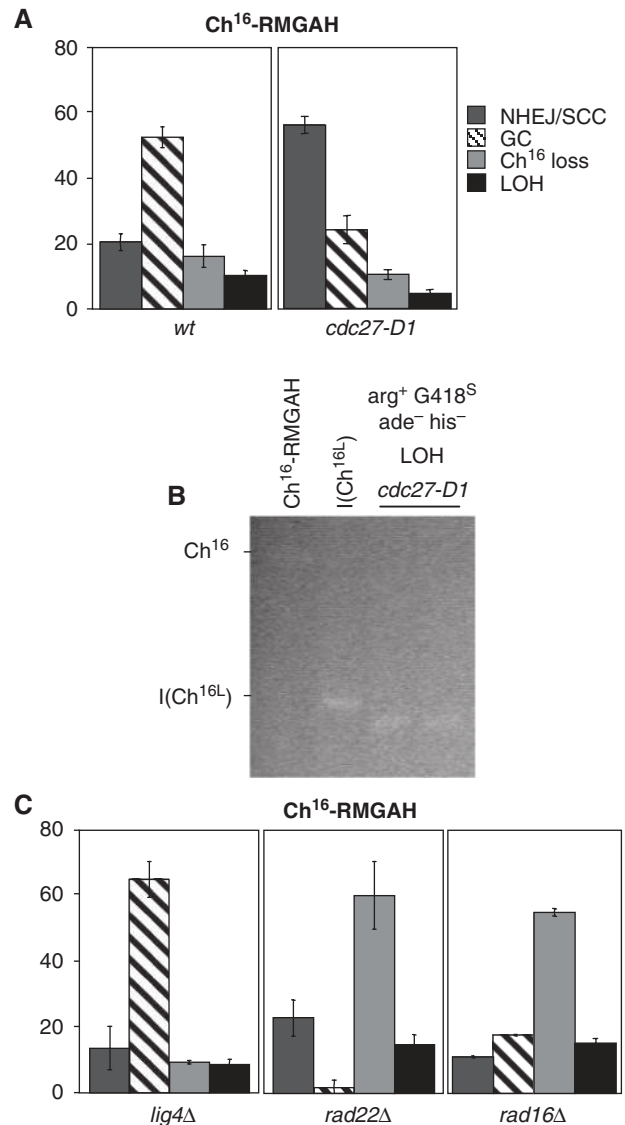 A
Ch¹⁶-RMGAH
80
60
40
20
0
wt
cdc27-D1
NHEJ/SCC
GC
Ch¹⁶ loss
LOH
B
Ch¹⁶-RMGAH
I(Ch¹⁶ᴸ)
arg⁺ G418ˢ
ade⁻ his⁻
LOH
cdc27-D1
Ch¹⁶
I(Ch¹⁶ᴸ)
C
Ch¹⁶-RMGAH
80
60
40
20
0
lig4Δ
rad22Δ
rad16Δ